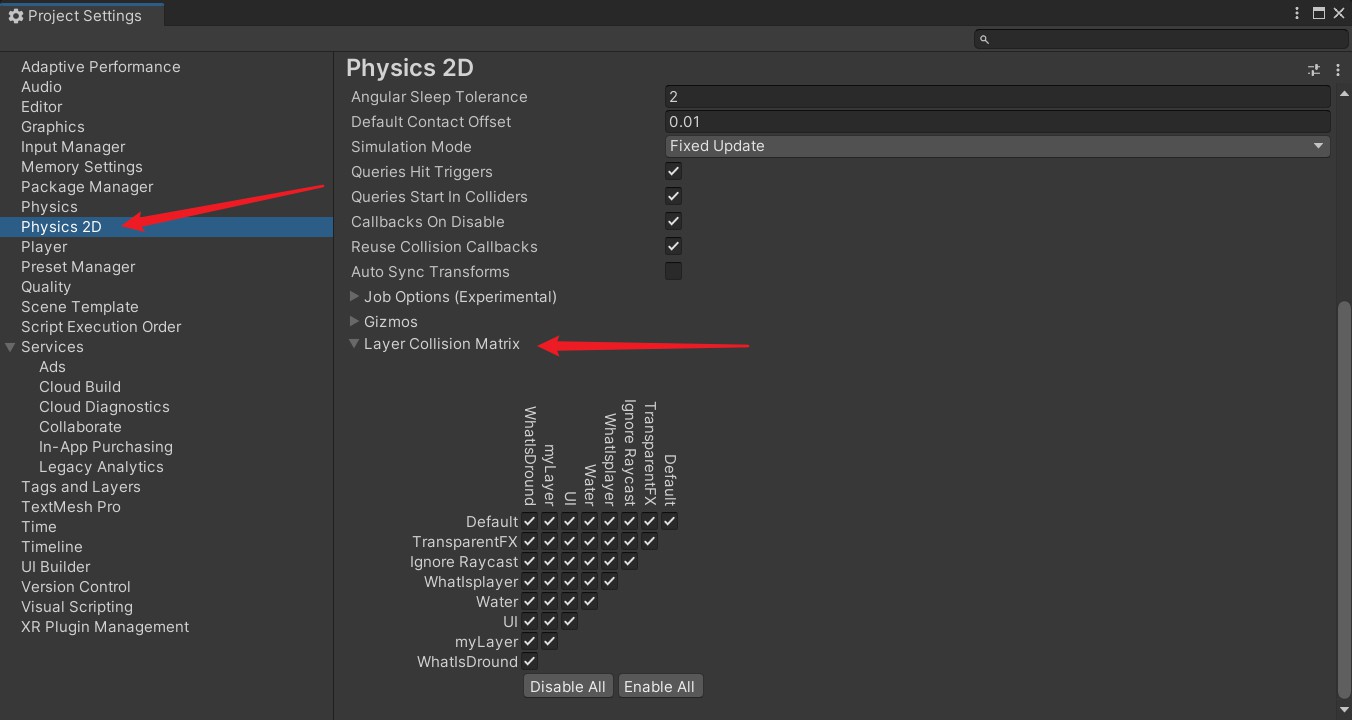 Project Settings
Adaptive Performance
Audio
Editor
Graphics
Input Manager
Memory Settings
Package Manager
Physics
Physics 2D
Player
Preset Manager
Quality
Scene Template
Script Execution Order
Services
Ads
Cloud Build
Cloud Diagnostics
Collaborate
In-App Purchasing
Legacy Analytics
Tags and Layers
TextMesh Pro
Time
Timeline
UI Builder
Version Control
Visual Scripting
XR Plugin Management
Physics 2D
Angular Sleep Tolerance 2
Default Contact Offset 0.01
Simulation Mode Fixed Update
Queries Hit Triggers
Queries Start In Colliders
Callbacks On Disable
Reuse Collision Callbacks
Auto Sync Transforms
Job Options (Experimental)
Gizmos
Layer Collision Matrix
WhatIsDround
myLayer
UI
Water
WhatIsplayer
Ignore Raycast
TransparentFX
Default
Default
TransparentFX
Ignore Raycast
WhatIsplayer
Water
UI
myLayer
WhatIsDround
Disable All Enable All